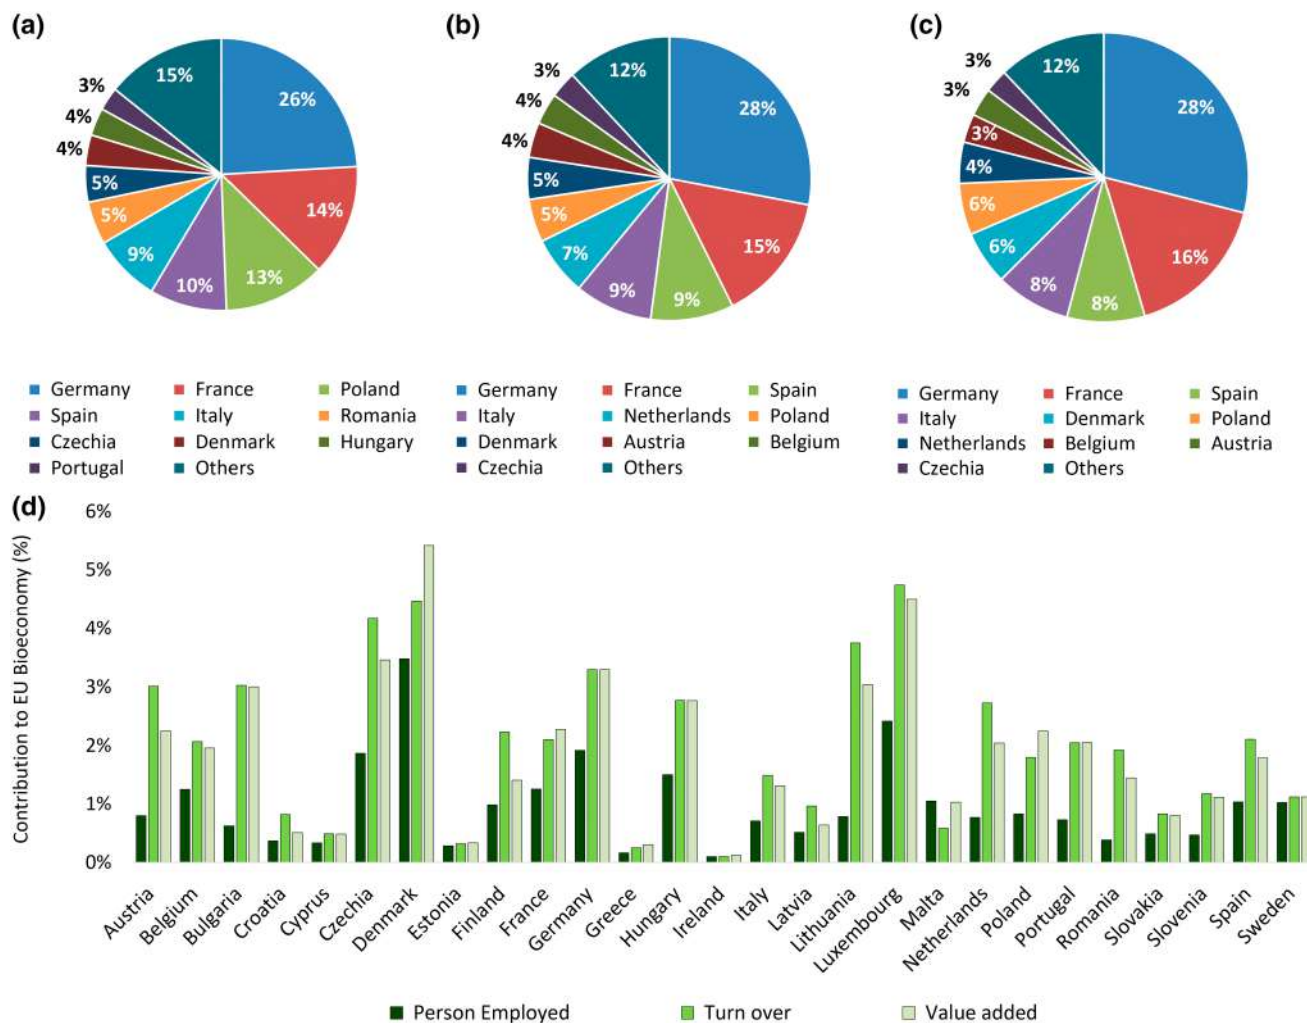 (a)
26%
14%
13%
10%
9%
5%
5%
4%
4%
3%
15%
Germany France Poland
Spain Italy Romania
Czechia Denmark Hungary
Portugal Others
(b)
28%
15%
9%
9%
7%
5%
5%
4%
4%
3%
12%
Germany France Spain
Italy Netherlands Poland
Denmark Austria Belgium
Czechia Others
(c)
28%
16%
8%
8%
6%
6%
4%
3%
3%
3%
12%
Germany France Spain
Italy Denmark Poland
Netherlands Belgium Austria
Czechia Others
(d)
Contribution to EU Bioeconomy (%)
6%
5%
4%
3%
2%
1%
0%
Austria
Belgium
Bulgaria
Croatia
Cyprus
Czechia
Denmark
Estonia
Finland
France
Germany
Greece
Hungary
Ireland
Italy
Latvia
Lithuania
Luxembourg
Malta
Netherlands
Poland
Portugal
Romania
Slovakia
Slovenia
Spain
Sweden
Person Employed Turn over Value added